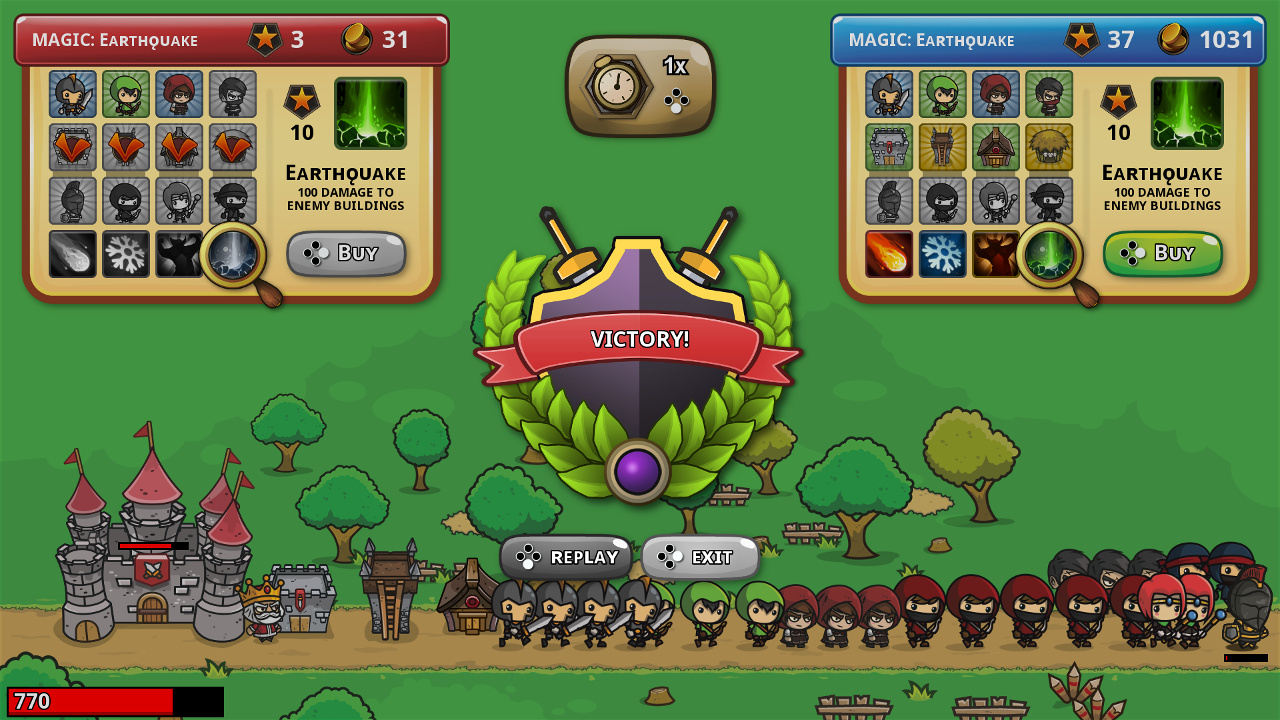 MAGIC: EARTHQUAKE 3 31
10
EARTHQUAKE
100 DAMAGE TO
ENEMY BUILDINGS
BUY
1x
MAGIC: EARTHQUAKE 37 1031
10
EARTHQUAKE
100 DAMAGE TO
ENEMY BUILDINGS
BUY
VICTORY!
REPLAY EXIT
770